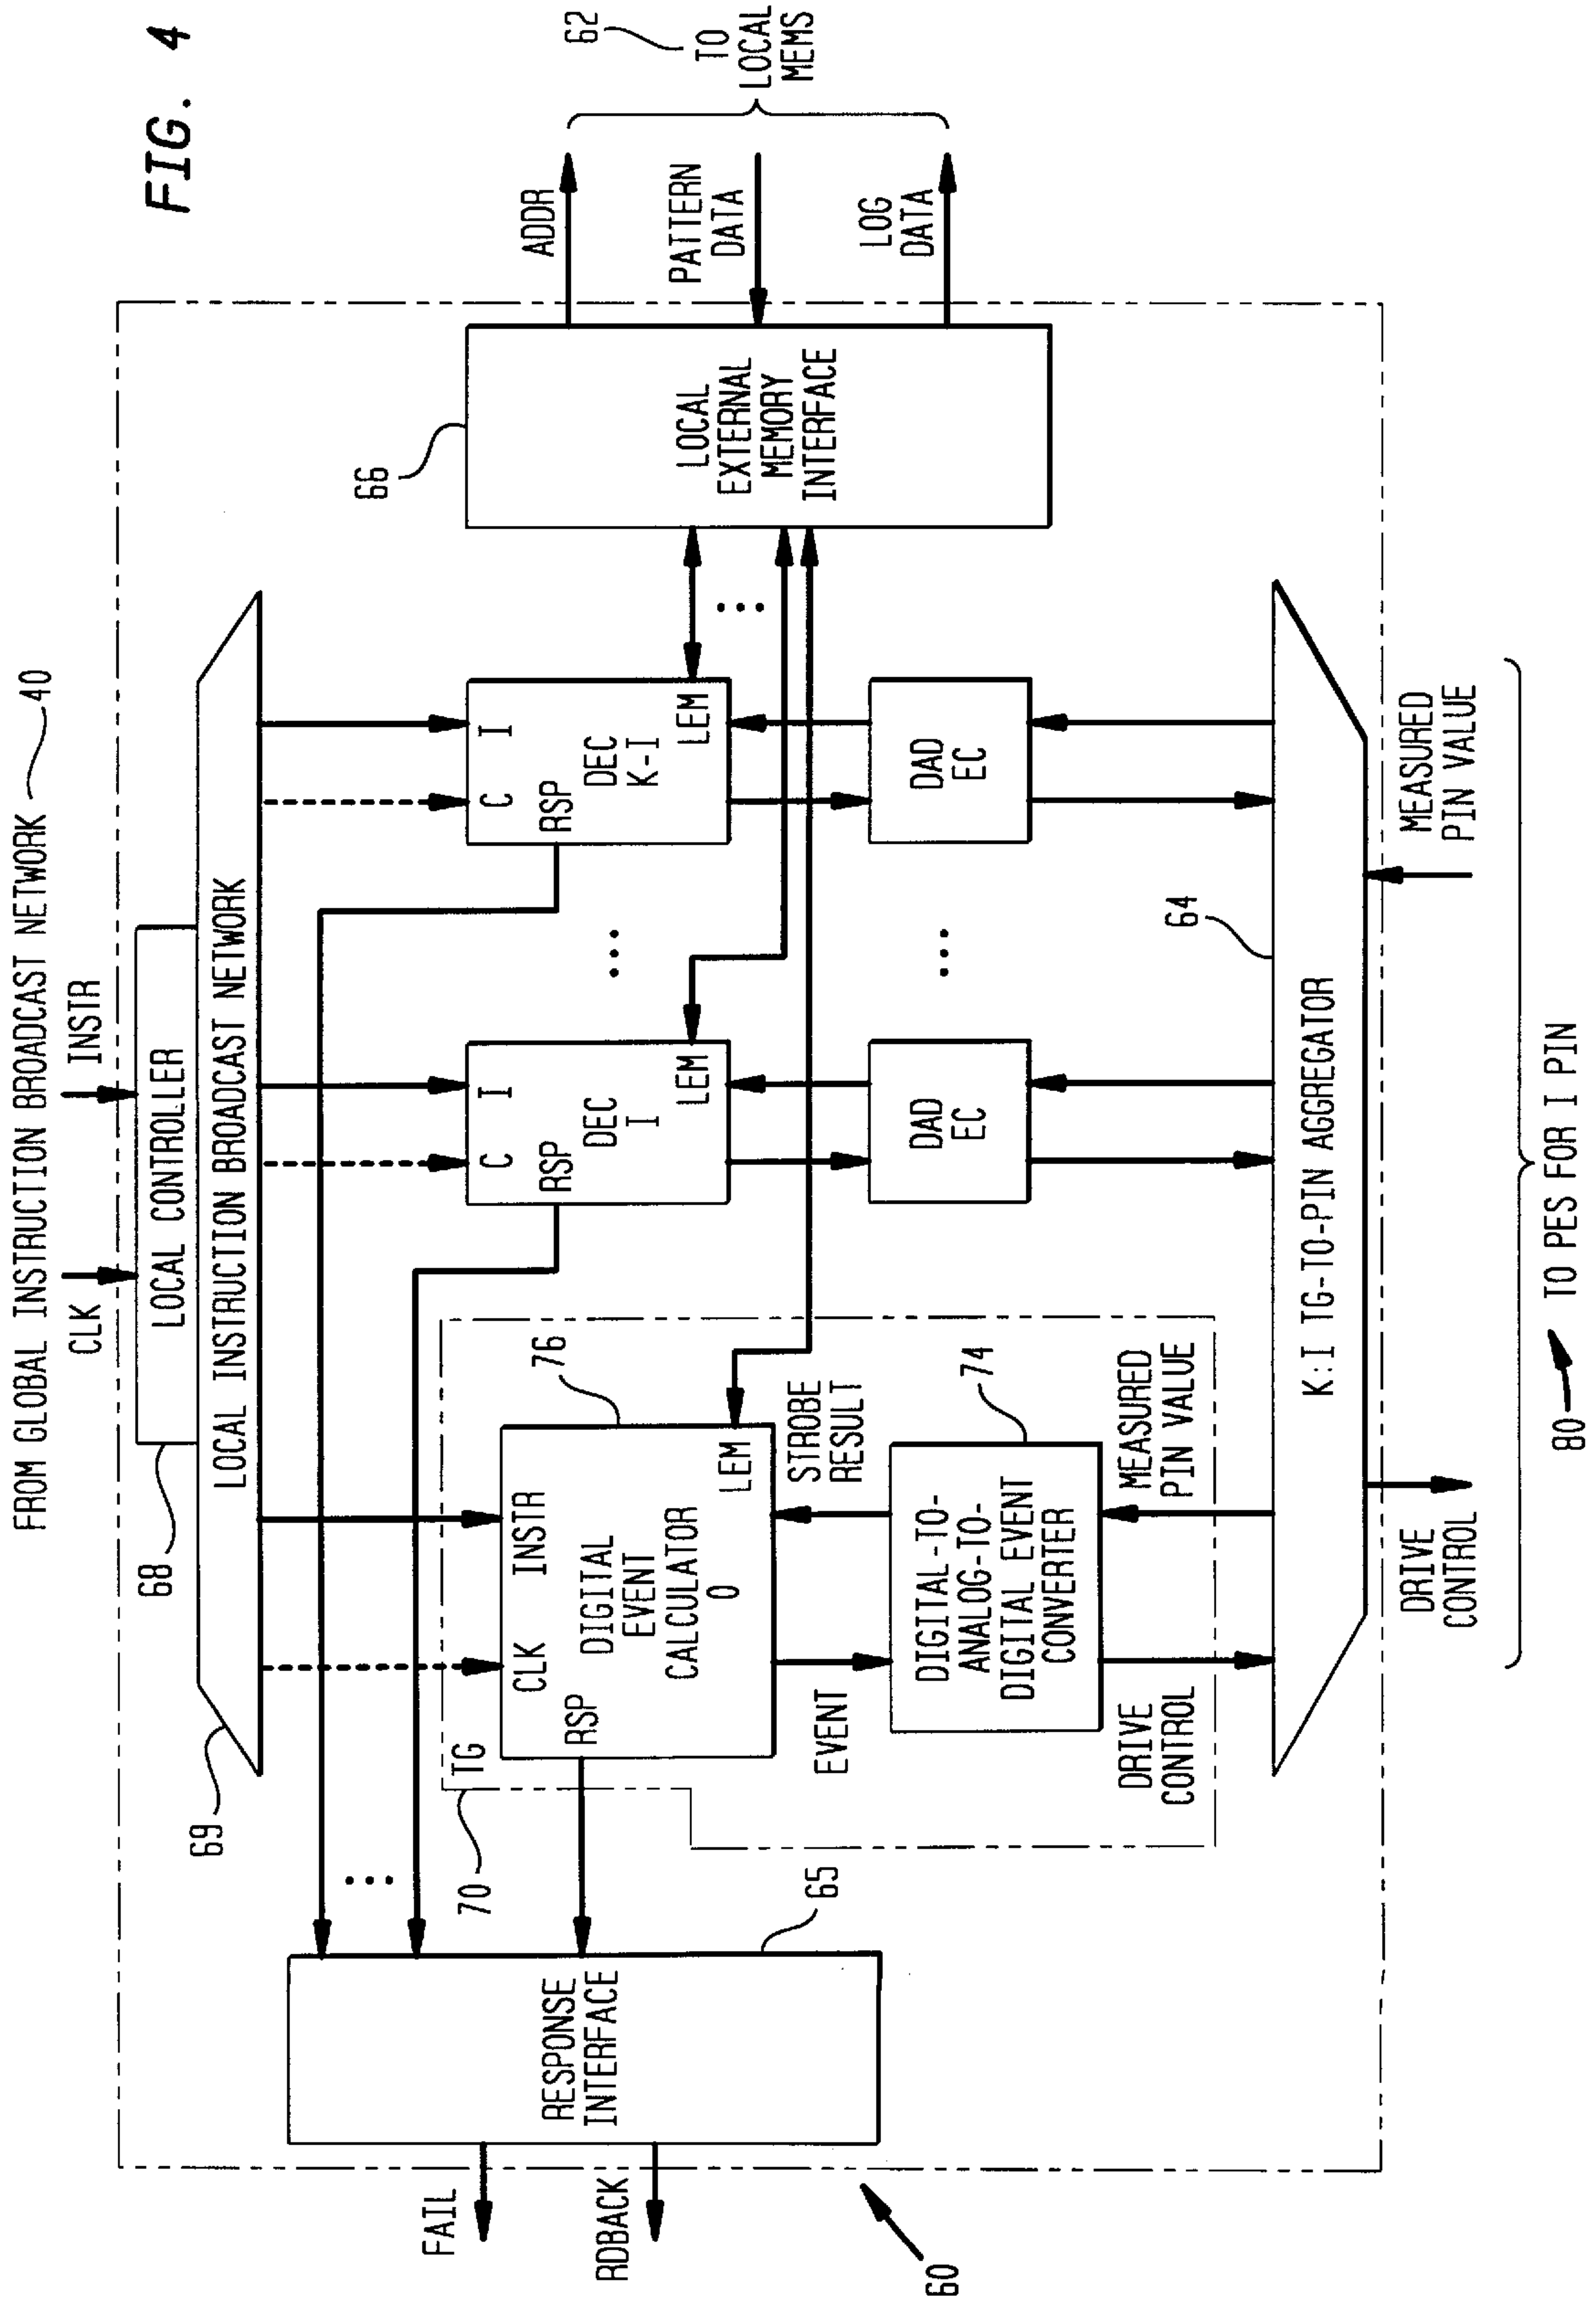 FIG. 4
FROM GLOBAL INSTRUCTION BROADCAST NETWORK 40
CLK
INSTR
68
LOCAL CONTROLLER
69
LOCAL INSTRUCTION BROADCAST NETWORK
70
TG
76
CLK
INSTR
RSP
DIGITAL
EVENT
CALCULATOR
0
LEM
C
I
RSP
DEC
I
LEM
C
I
RSP
DEC
K-I
LEM
66
LOCAL
EXTERNAL
MEMORY
INTERFACE
ADDR
PATTERN
DATA
LOG
DATA
62
TO
LOCAL
MEMS
RESPONSE
INTERFACE
65
FAIL
RDBACK
60
EVENT
STROBE
RESULT
74
DIGITAL-TO-
ANALOG-TO-
DIGITAL EVENT
CONVERTER
DAD
EC
DAD
EC
DRIVE
CONTROL
MEASURED
PIN VALUE
64
K:I TG-TO-PIN AGGREGATOR
DRIVE
CONTROL
MEASURED
PIN VALUE
80 TO PES FOR I PIN